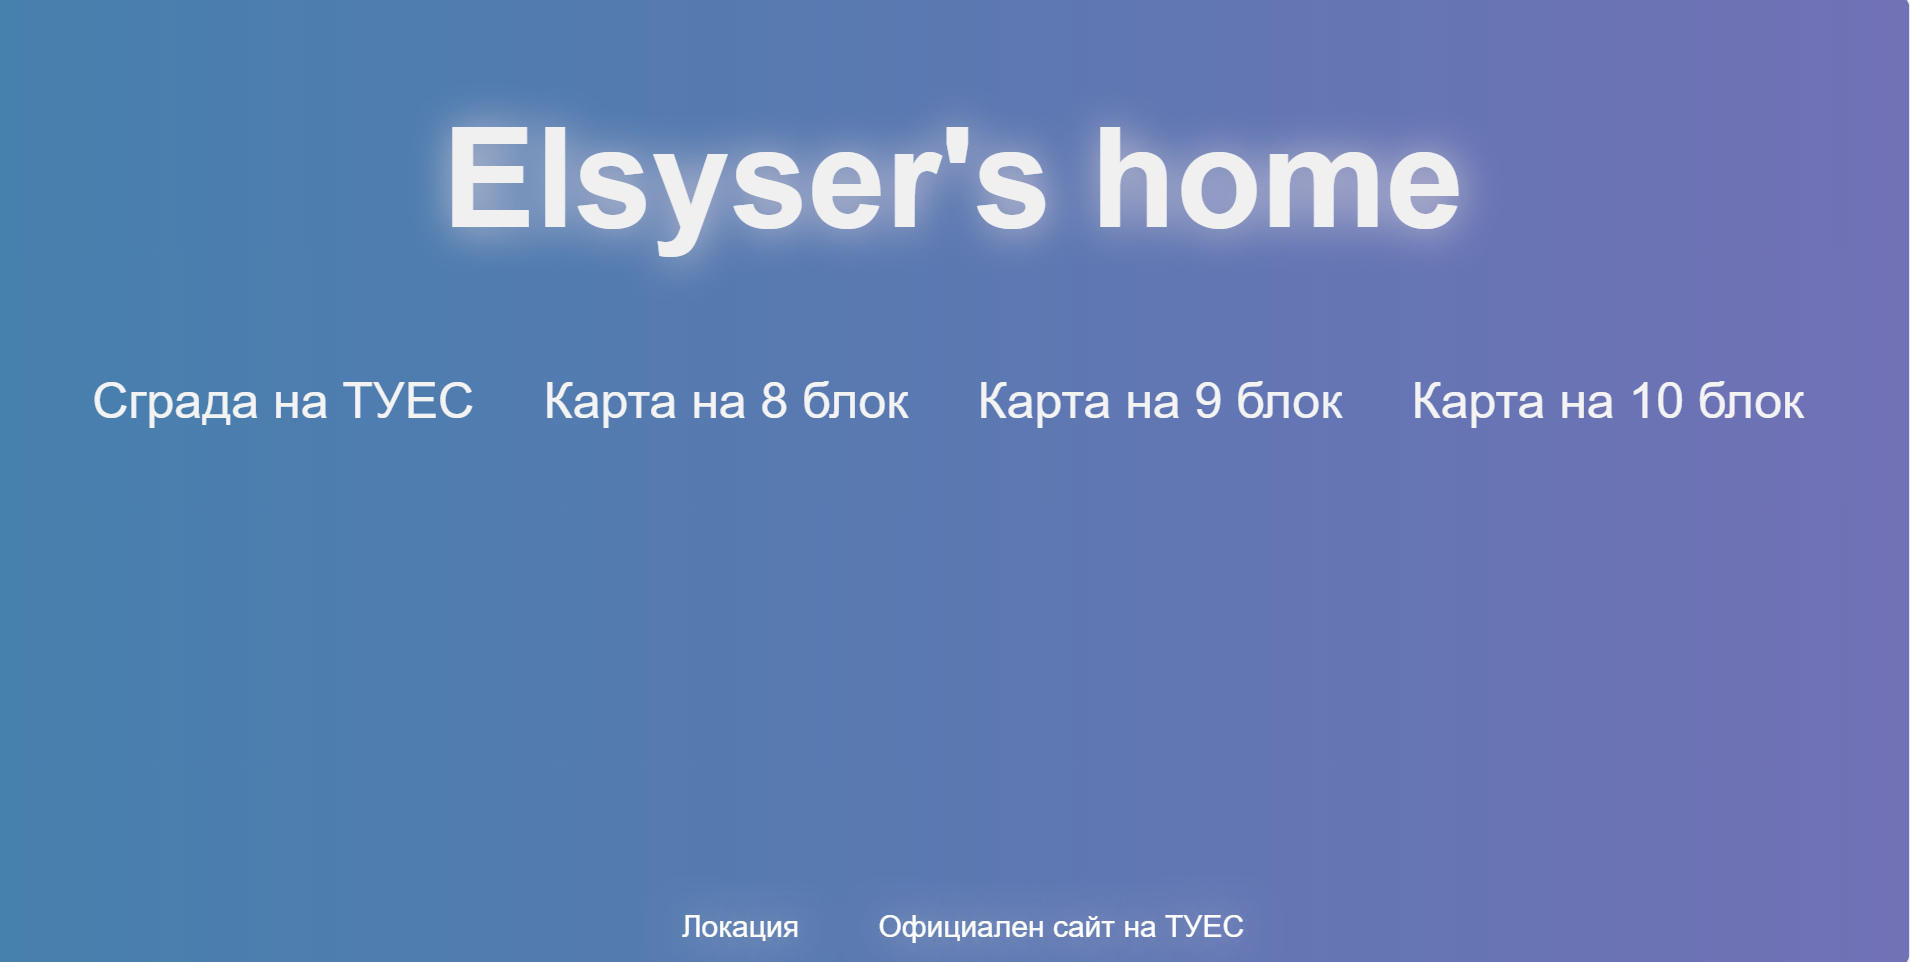 Elsyser's home
Сграда на ТУЕС Карта на 8 блок Карта на 9 блок Карта на 10 блок
Локация Официален сайт на ТУЕС